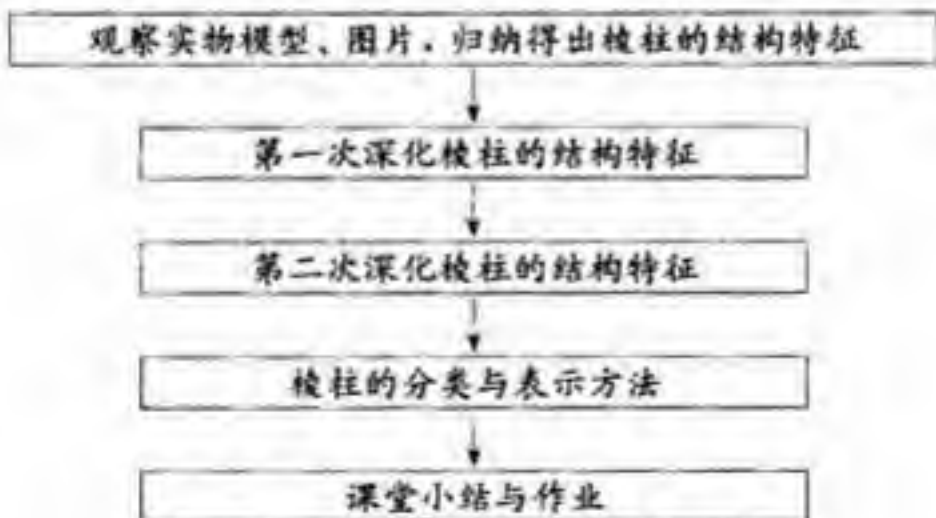 观察实物模型、图片，归纳得出棱柱的结构特征
第一次深化棱柱的结构特征
第二次深化棱柱的结构特征
棱柱的分类与表示方法
课堂小结与作业